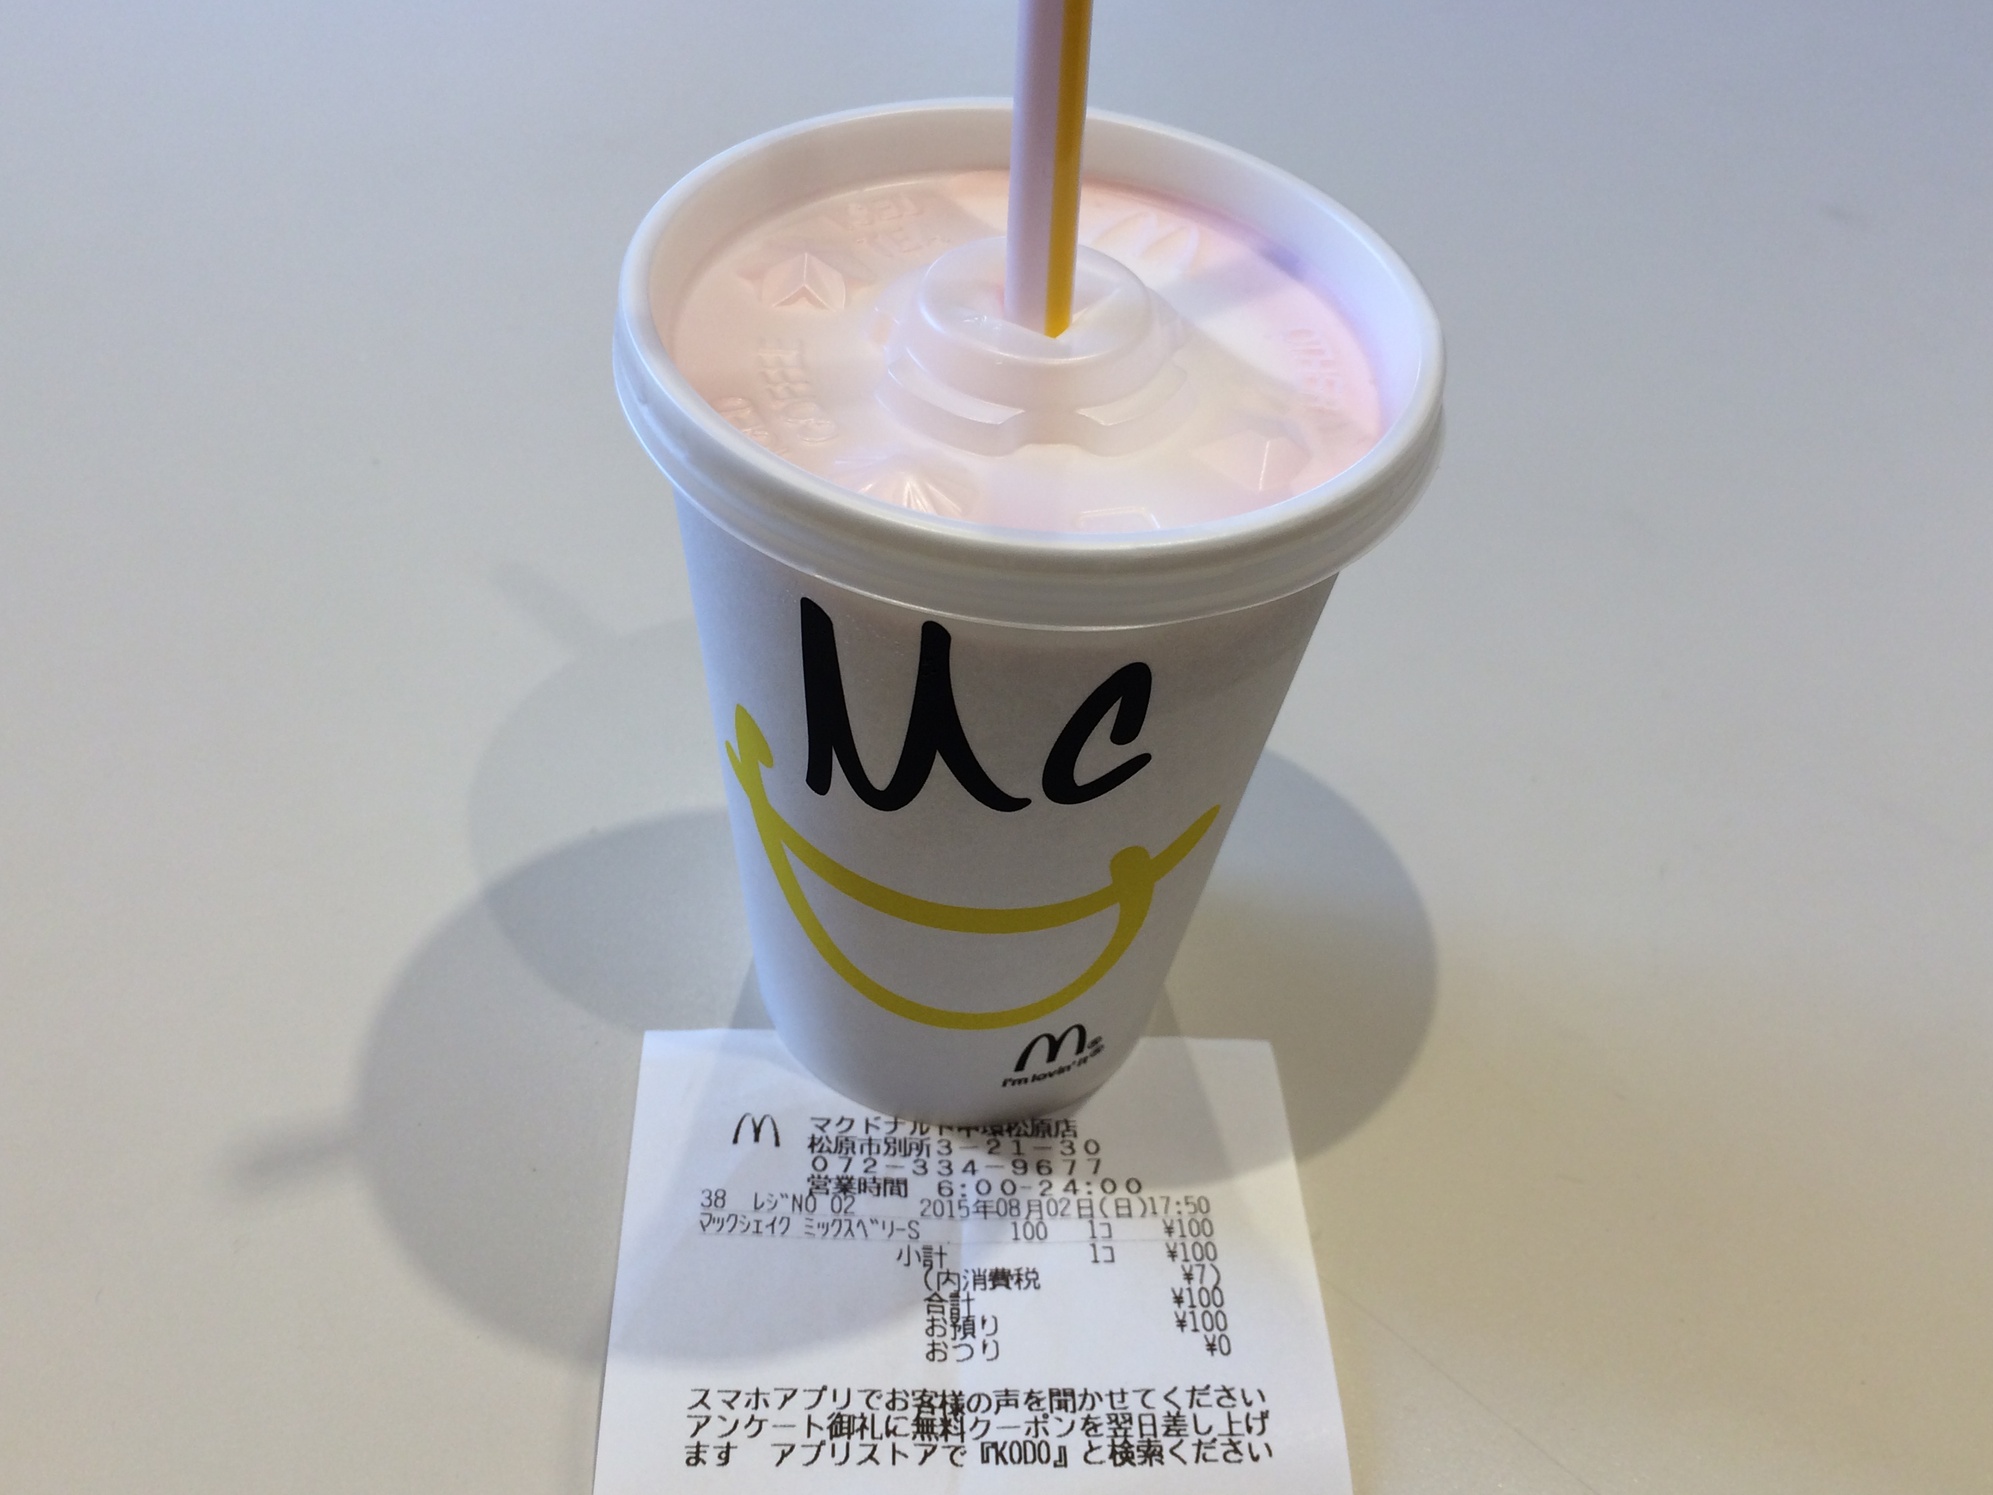 Mc
M
i'm lovin' it
マクドナルド中環松原店
松原市別所3-21-30
072-334-9677
営業時間 6:00-24:00
38 ﾚｼﾞNO 02 2015年08月02日(日)17:50
ﾏｯｸｼｪｲｸ ﾐｯｸｽﾍﾞﾘｰS 100 1ｺ ¥100
小計 1ｺ ¥100
(内消費税 ¥7)
合計 ¥100
お預り ¥100
おつり ¥0
スマホアプリでお客様の声を聞かせてください
アンケート御礼に無料クーポンを翌日差し上げ
ます アプリストアで『KODO』と検索ください